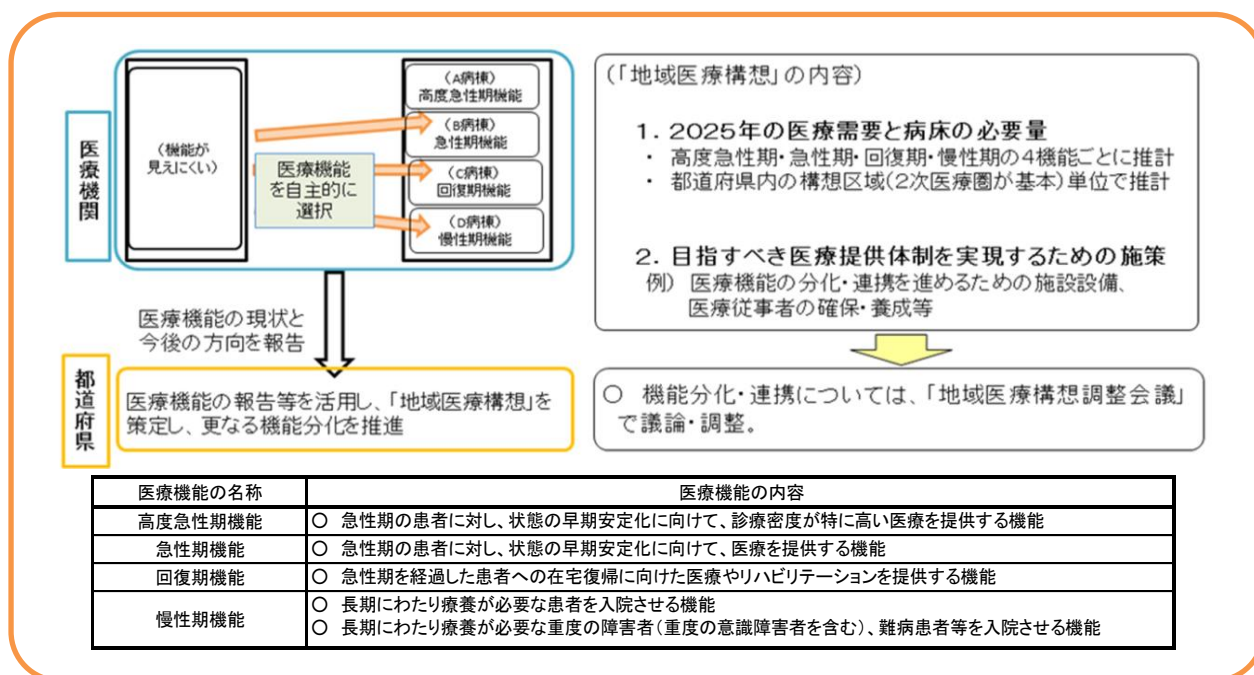 医療機関
(機能が
見えにくい)
医療機能
を自主的に
選択
(A病棟)
高度急性期機能
(B病棟)
急性期機能
(C病棟)
回復期機能
(D病棟)
慢性期機能
医療機能の現状と
今後の方向を報告
都道府県
医療機能の報告等を活用し、「地域医療構想」を
策定し、更なる機能分化を推進
(「地域医療構想」の内容)
1. 2025年の医療需要と病床の必要量
・ 高度急性期・急性期・回復期・慢性期の4機能ごとに推計
・ 都道府県内の構想区域(2次医療圏が基本)単位で推計
2. 目指すべき医療提供体制を実現するための施策
例) 医療機能の分化・連携を進めるための施設設備、
医療従事者の確保・養成等
○ 機能分化・連携については、「地域医療構想調整会議」
で議論・調整。
医療機能の名称 医療機能の内容
高度急性期機能 ○ 急性期の患者に対し、状態の早期安定化に向けて、診療密度が特に高い医療を提供する機能
急性期機能 ○ 急性期の患者に対し、状態の早期安定化に向けて、医療を提供する機能
回復期機能 ○ 急性期を経過した患者への在宅復帰に向けた医療やリハビリテーションを提供する機能
慢性期機能 ○ 長期にわたり療養が必要な患者を入院させる機能
○ 長期にわたり療養が必要な重度の障害者(重度の意識障害者を含む)、難病患者等を入院させる機能